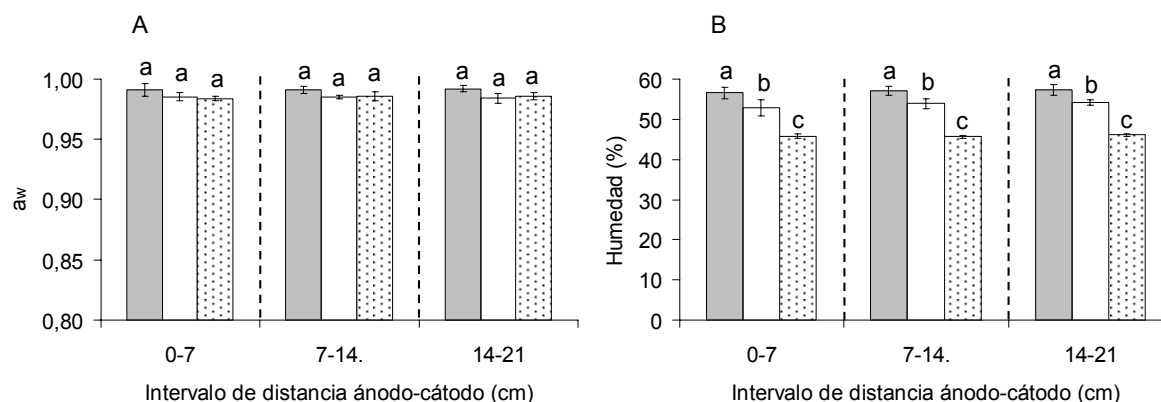 A
a a a a a a a a a
1,00
0,95
0,90
0,85
0,80
aw
0-7 7-14. 14-21
Intervalo de distancia ánodo-cátodo (cm)
B
a b c a b c a b c
60
50
40
30
20
10
0
Humedad (%)
0-7 7-14. 14-21
Intervalo de distancia ánodo-cátodo (cm)